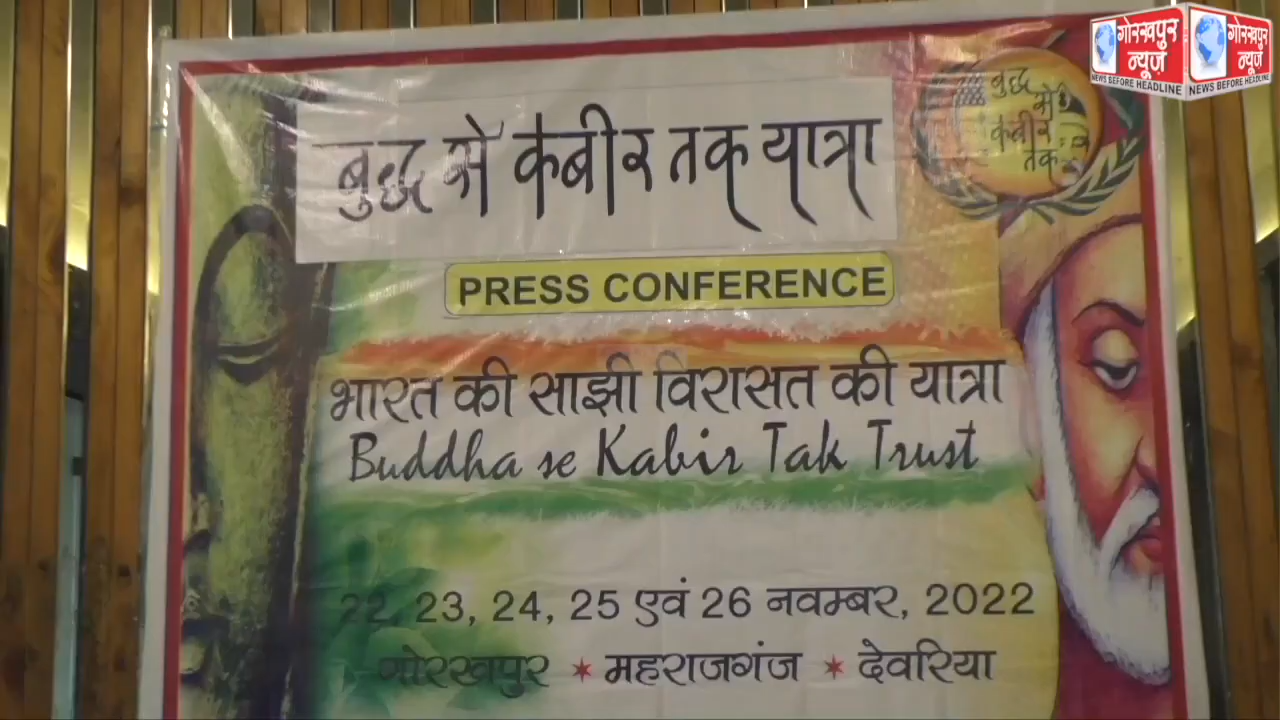 गोरखपुर न्यूज़
NEWS BEFORE HEADLINE
गोरखपुर न्यूज़
NEWS BEFORE HEADLINE
बुद्ध से कबीर तक
बुद्ध से कबीर तक यात्रा
PRESS CONFERENCE
भारत की साझी विरासत की यात्रा
Buddha se Kabir Tak Trust
22, 23, 24, 25 एवं 26 नवम्बर, 2022
गोरखपुर * महराजगंज * देवरिया